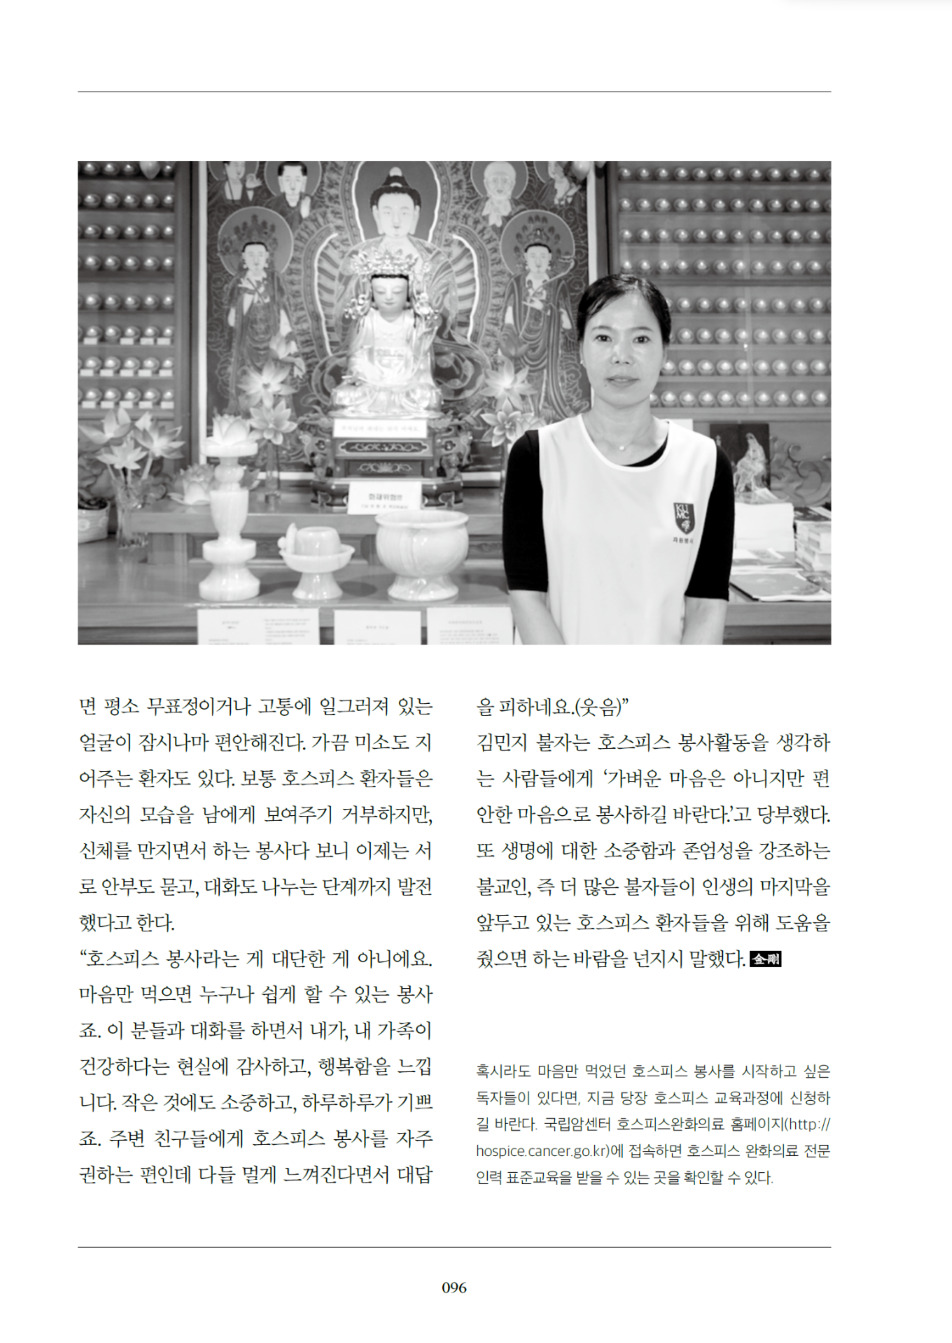 KU
MC
면 평소 무표정이거나 고통에 일그러져 있는
얼굴이 잠시나마 편안해진다. 가끔 미소도 지
어주는 환자도 있다. 보통 호스피스 환자들은
자신의 모습을 남에게 보여주기 거부하지만,
신체를 만지면서 하는 봉사다 보니 이제는 서
로 안부도 묻고, 대화도 나누는 단계까지 발전
했다고 한다.
“호스피스 봉사라는 게 대단한 게 아니에요.
마음만 먹으면 누구나 쉽게 할 수 있는 봉사
죠. 이 분들과 대화를 하면서 내가, 내 가족이
건강하다는 현실에 감사하고, 행복함을 느낍
니다. 작은 것에도 소중하고, 하루하루가 기쁘
죠. 주변 친구들에게 호스피스 봉사를 자주
권하는 편인데 다들 멀게 느껴진다면서 대답
을 피하네요.(웃음)”
김민지 불자는 호스피스 봉사활동을 생각하
는 사람들에게 ‘가벼운 마음은 아니지만 편
안한 마음으로 봉사하길 바란다.’고 당부했다.
또 생명에 대한 소중함과 존엄성을 강조하는
불교인, 즉 더 많은 불자들이 인생의 마지막을
앞두고 있는 호스피스 환자들을 위해 도움을
줬으면 하는 바람을 넌지시 말했다. 金剛
혹시라도 마음만 먹었던 호스피스 봉사를 시작하고 싶은
독자들이 있다면, 지금 당장 호스피스 교육과정에 신청하
길 바란다. 국립암센터 호스피스완화의료 홈페이지(http://
hospice.cancer.go.kr)에 접속하면 호스피스 완화의료 전문
인력 표준교육을 받을 수 있는 곳을 확인할 수 있다.
096